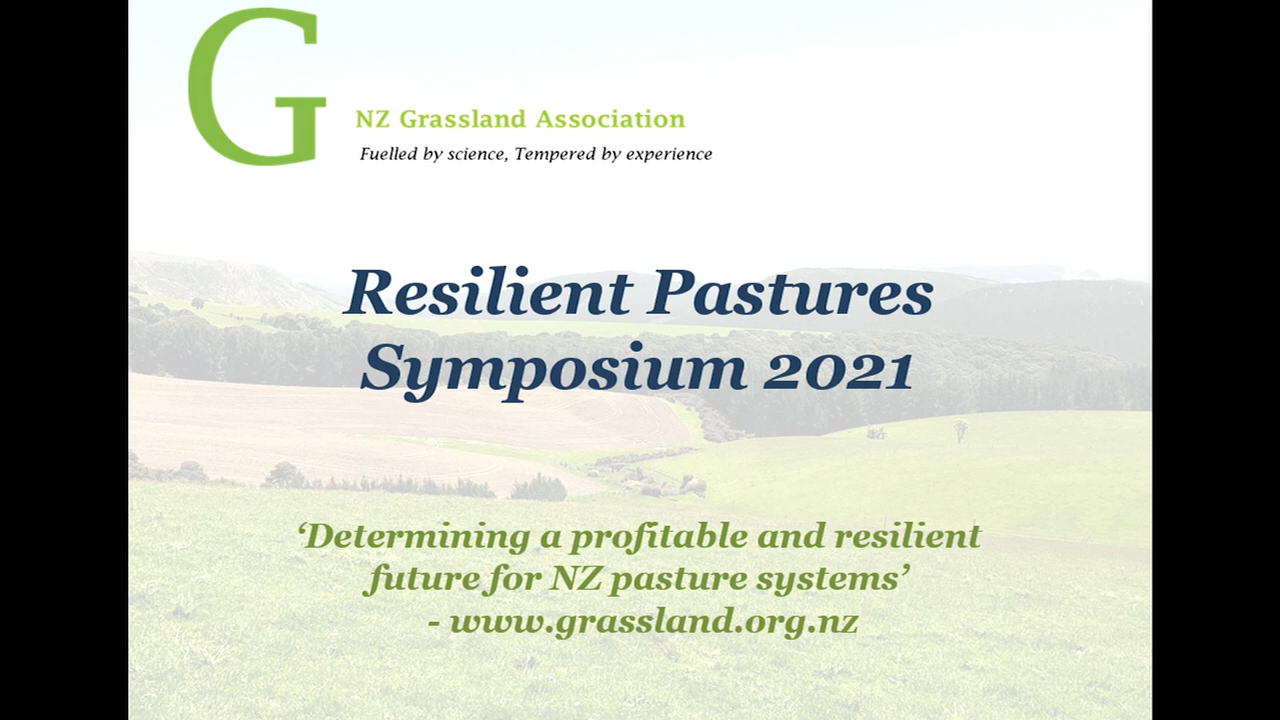 G
NZ Grassland Association
Fuelled by science, Tempered by experience
Resilient Pastures
Symposium 2021
‘Determining a profitable and resilient
future for NZ pasture systems’
- www.grassland.org.nz